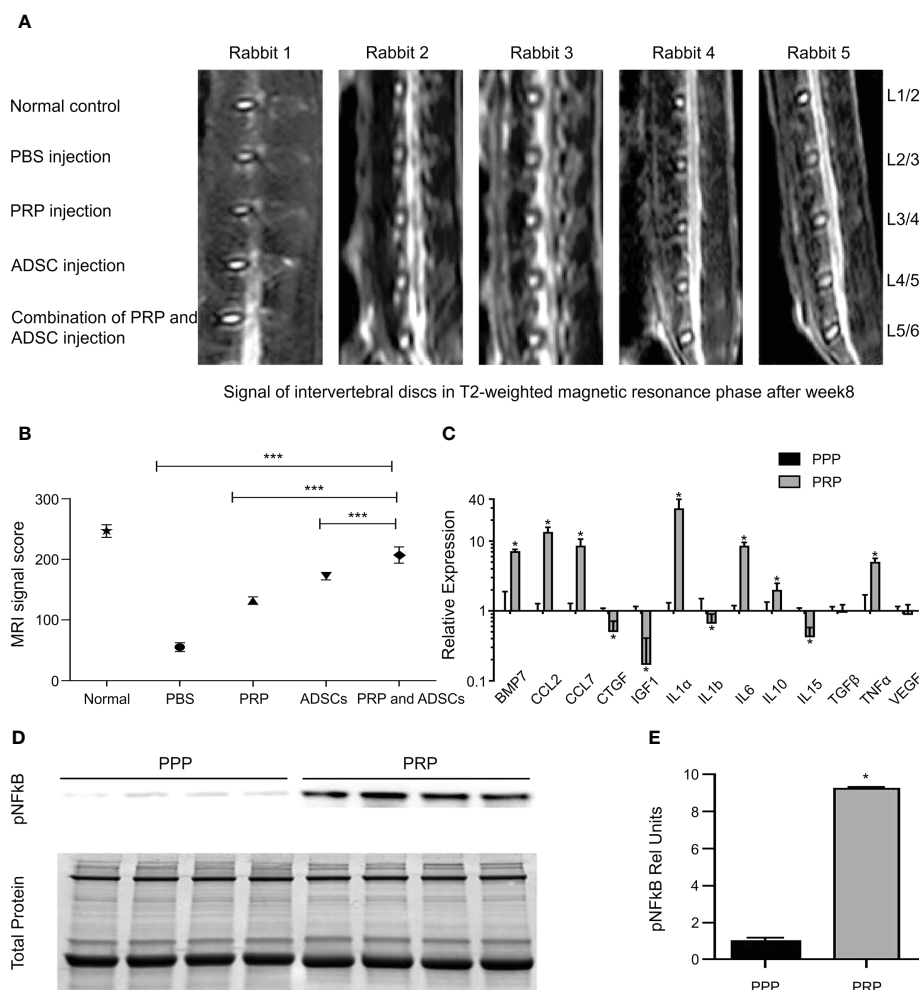 A
Rabbit 1 Rabbit 2 Rabbit 3 Rabbit 4 Rabbit 5
Normal control
L1/2
PBS injection
L2/3
PRP injection
L3/4
ADSC injection
L4/5
Combination of PRP and
ADSC injection
L5/6
Signal of intervertebral discs in T2-weighted magnetic resonance phase after week8
B
***
***
***
MRI signal score
300
200
100
0
Normal PBS PRP ADSCs PRP and ADSCs
C
PPP
PRP
Relative Expression
40
10
1
0.1
* * * * * * * * * * *
BMP7 CCL2 CCL7 CTGF IGF1 IL1α IL1b IL6 IL10 IL15 TGFβ TNFα VEGF
D
PPP PRP
pNFkB
Total Protein
E
pNFkB Rel Units
10
8
6
4
2
0
*
PPP PRP